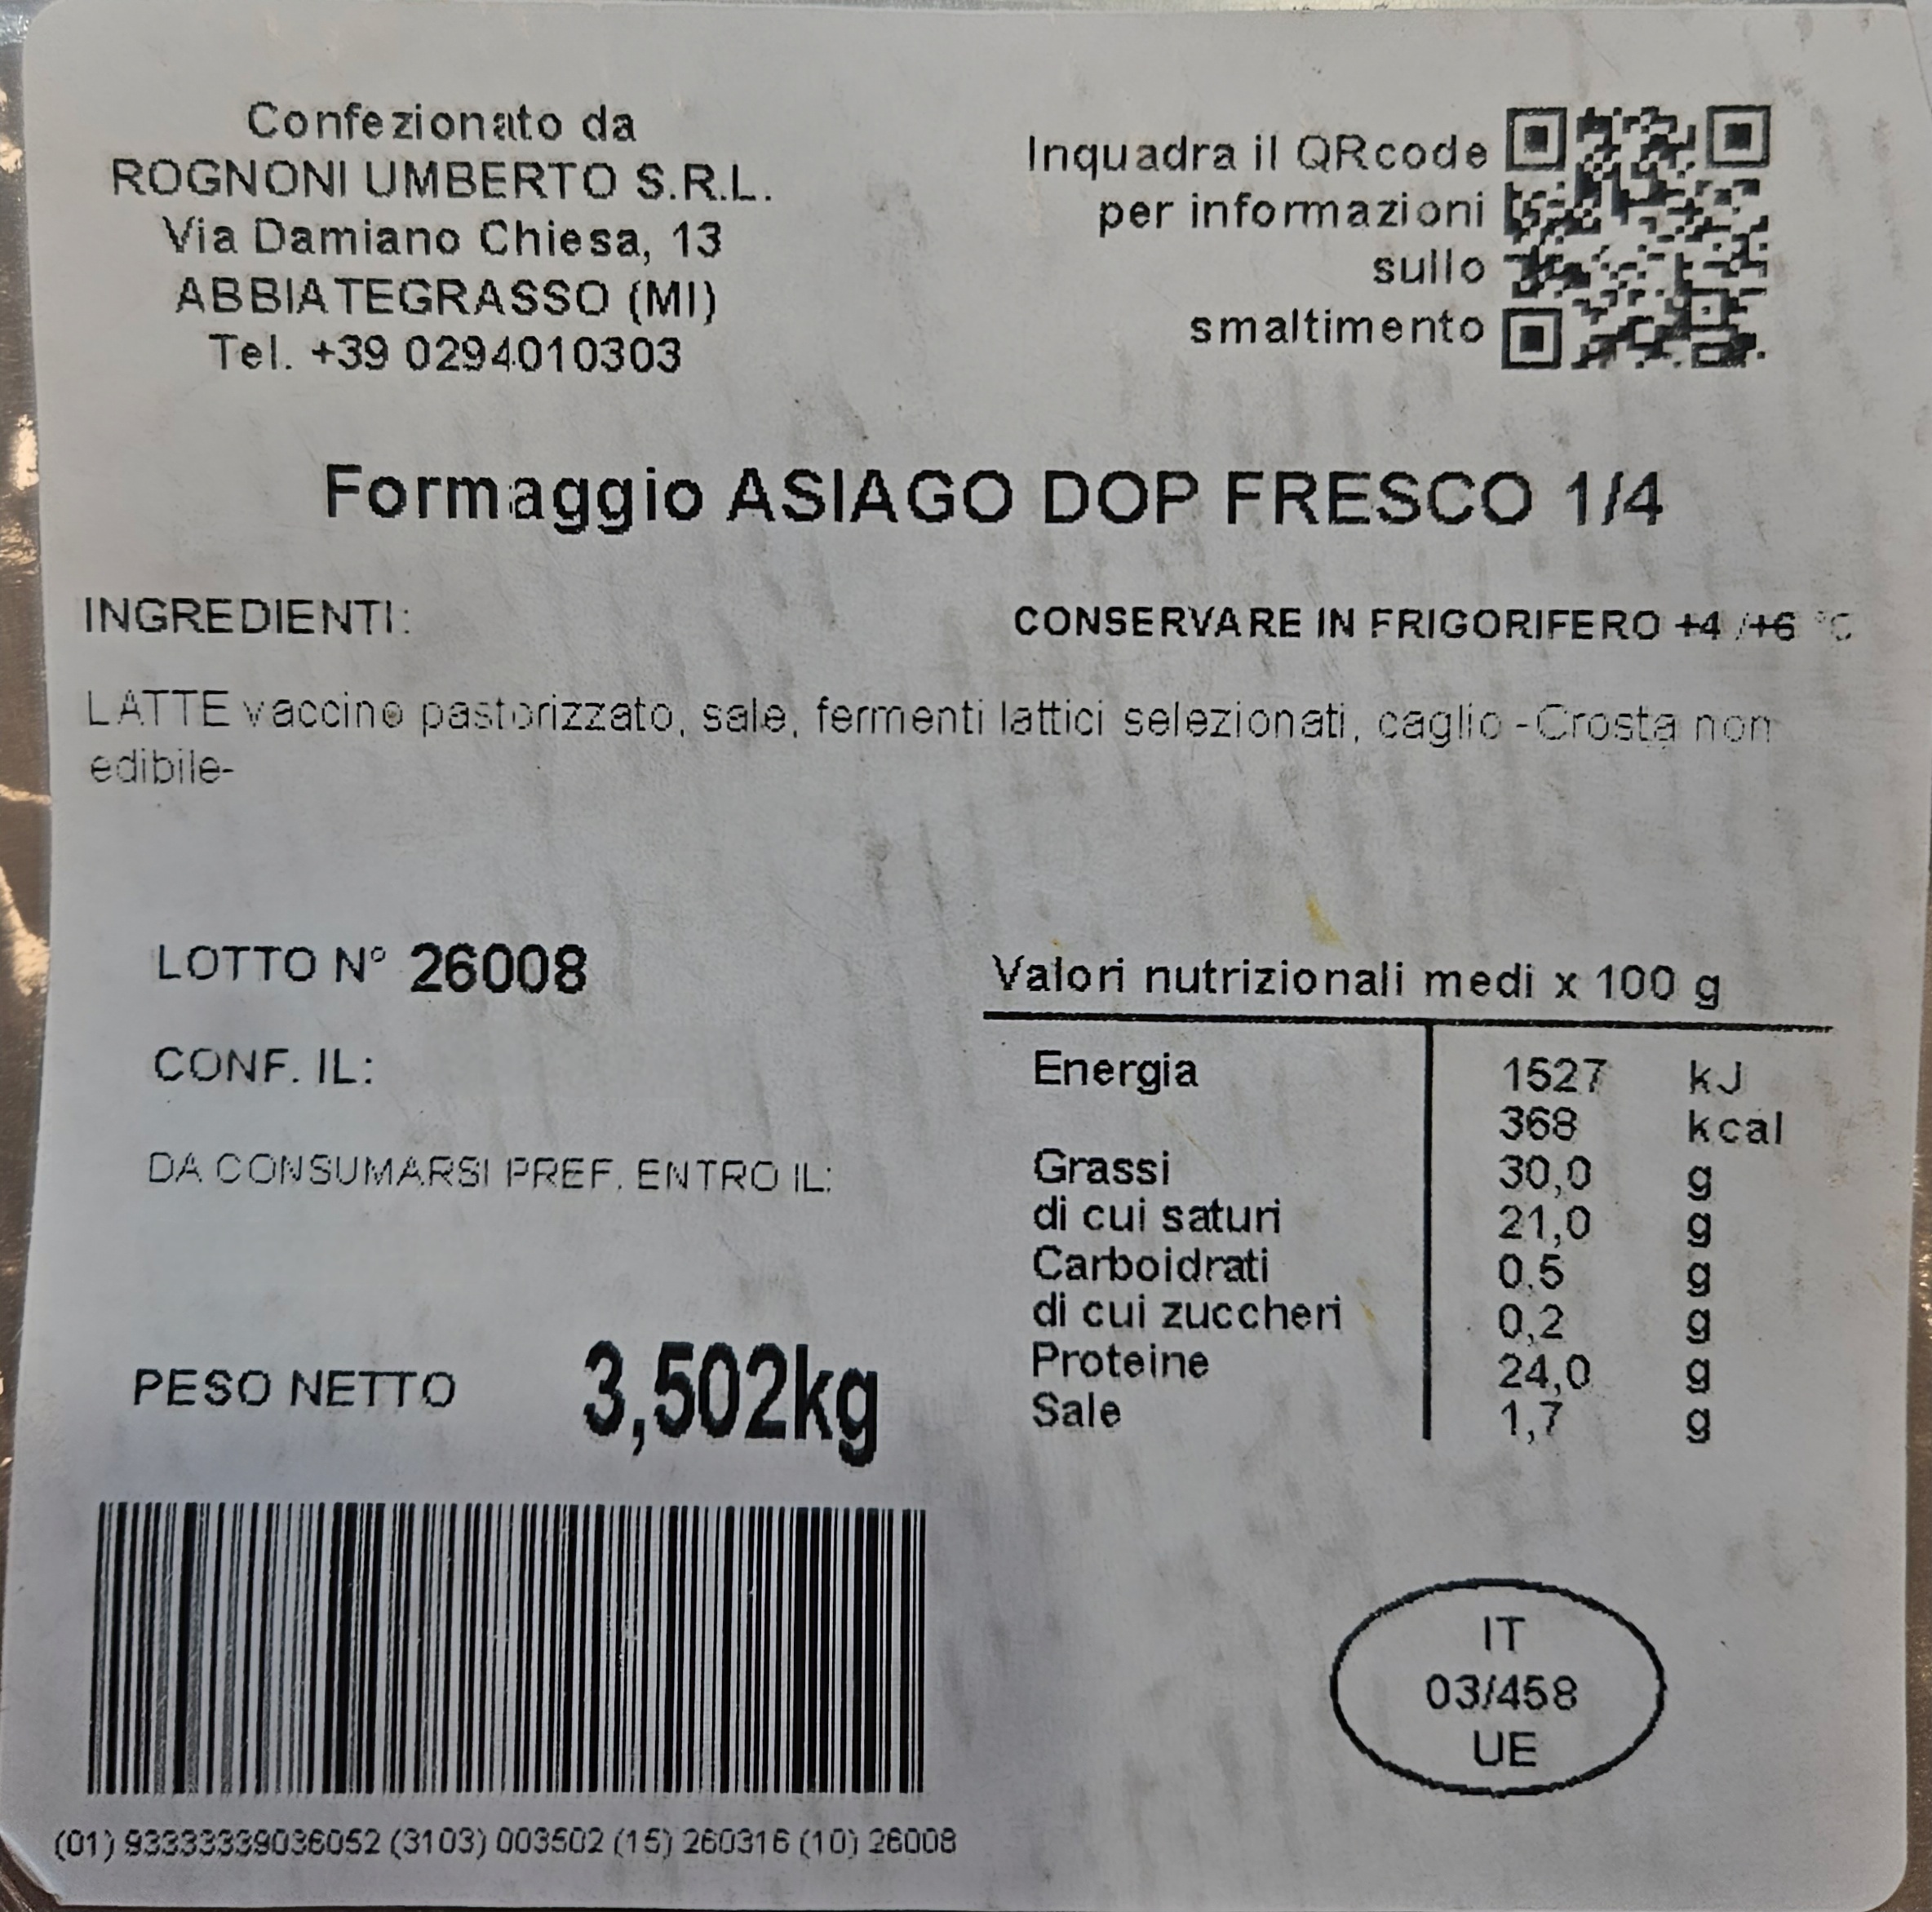 Confezionato da
ROGNONI UMBERTO S.R.L.
Via Damiano Chiesa, 13
ABBIATEGRASSO (MI)
Tel. +39 0294010303
Inquadra il QRcode
per informazioni
sullo
smaltimento
Formaggio ASIAGO DOP FRESCO 1/4
INGREDIENTI:
CONSERVARE IN FRIGORIFERO +4 /+6 °C
LATTE vaccino pastorizzato, sale, fermenti lattici selezionati, caglio -Crosta non
edibile-
LOTTO N° 26008
CONF. IL:
DA CONSUMARSI PREF. ENTRO IL:
PESO NETTO 3,502kg
Valori nutrizionali medi x 100 g
Energia 1527 kJ
368 kcal
Grassi 30,0 g
di cui saturi 21,0 g
Carboidrati 0,5 g
di cui zuccheri 0,2 g
Proteine 24,0 g
Sale 1,7 g
(01) 93333339036052 (3103) 003502 (15) 260316 (10) 26008
IT
03/458
UE